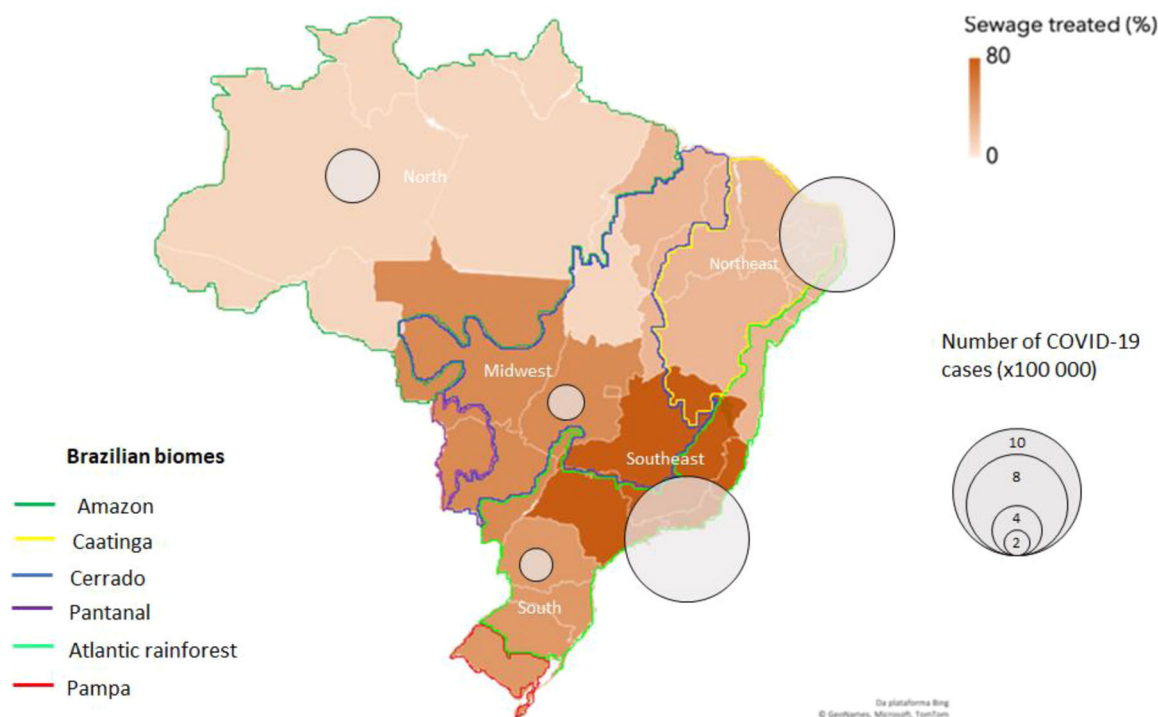 Sewage treated (%)
80
0
North
Northeast
Midwest
Southeast
South
Number of COVID-19
cases (x100 000)
10
8
4
2
Brazilian biomes
Amazon
Caatinga
Cerrado
Pantanal
Atlantic rainforest
Pampa
Da plataforma Bing
© GeoNames, Microsoft, TomTom